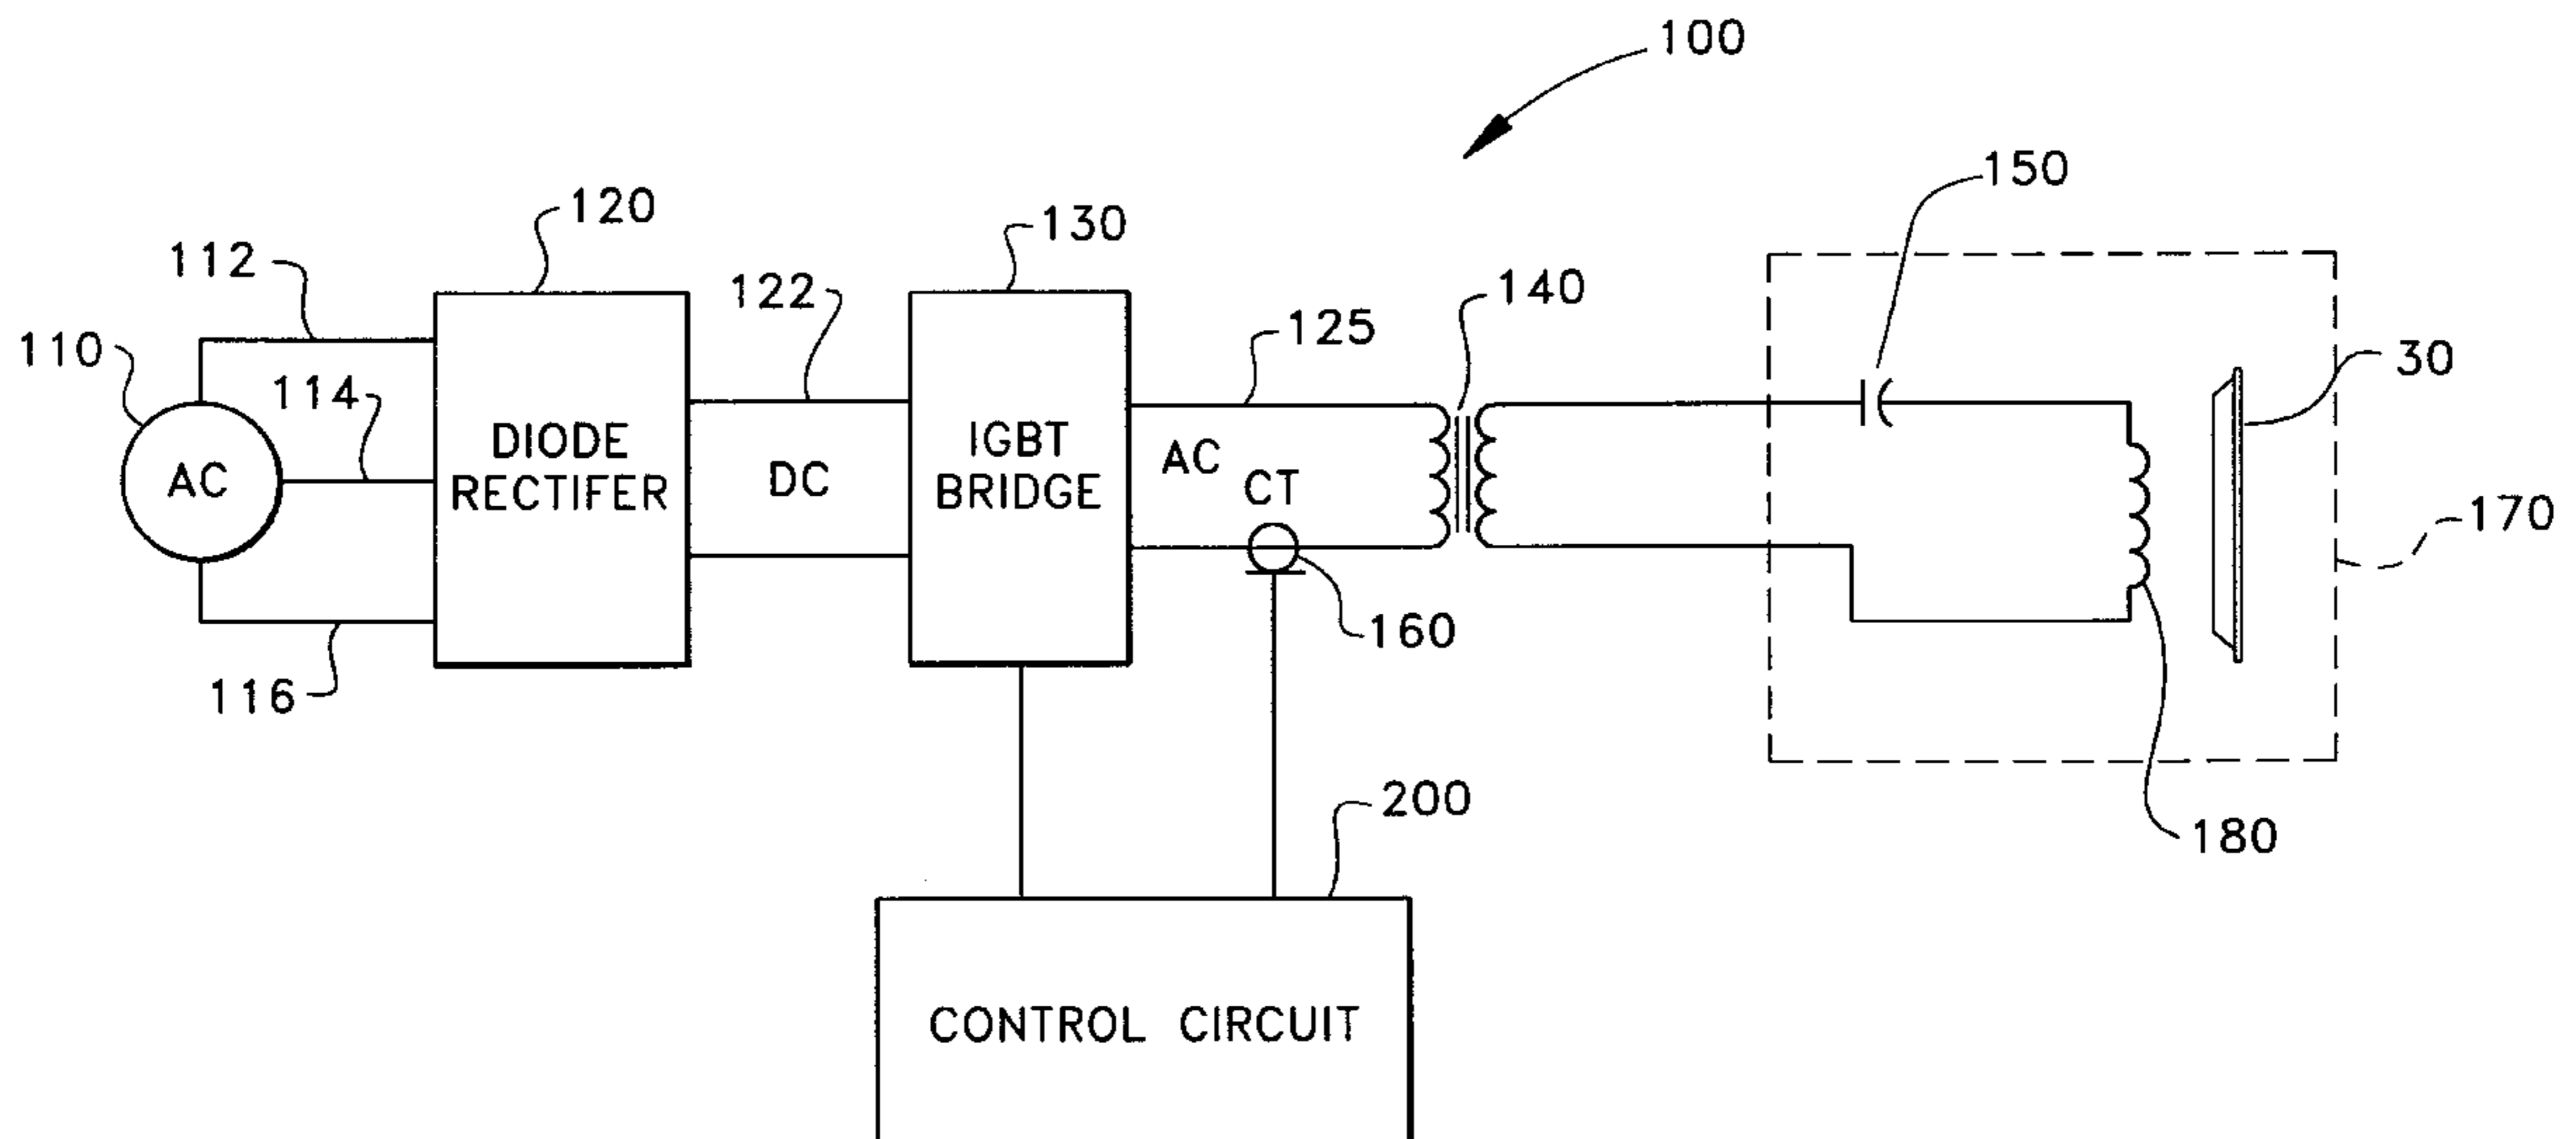 100
150
120
130
112
122
140
125
110
30
114
AC
DIODE
RECTIFER
DC
IGBT
BRIDGE
AC
CT
170
160
116
200
180
CONTROL CIRCUIT